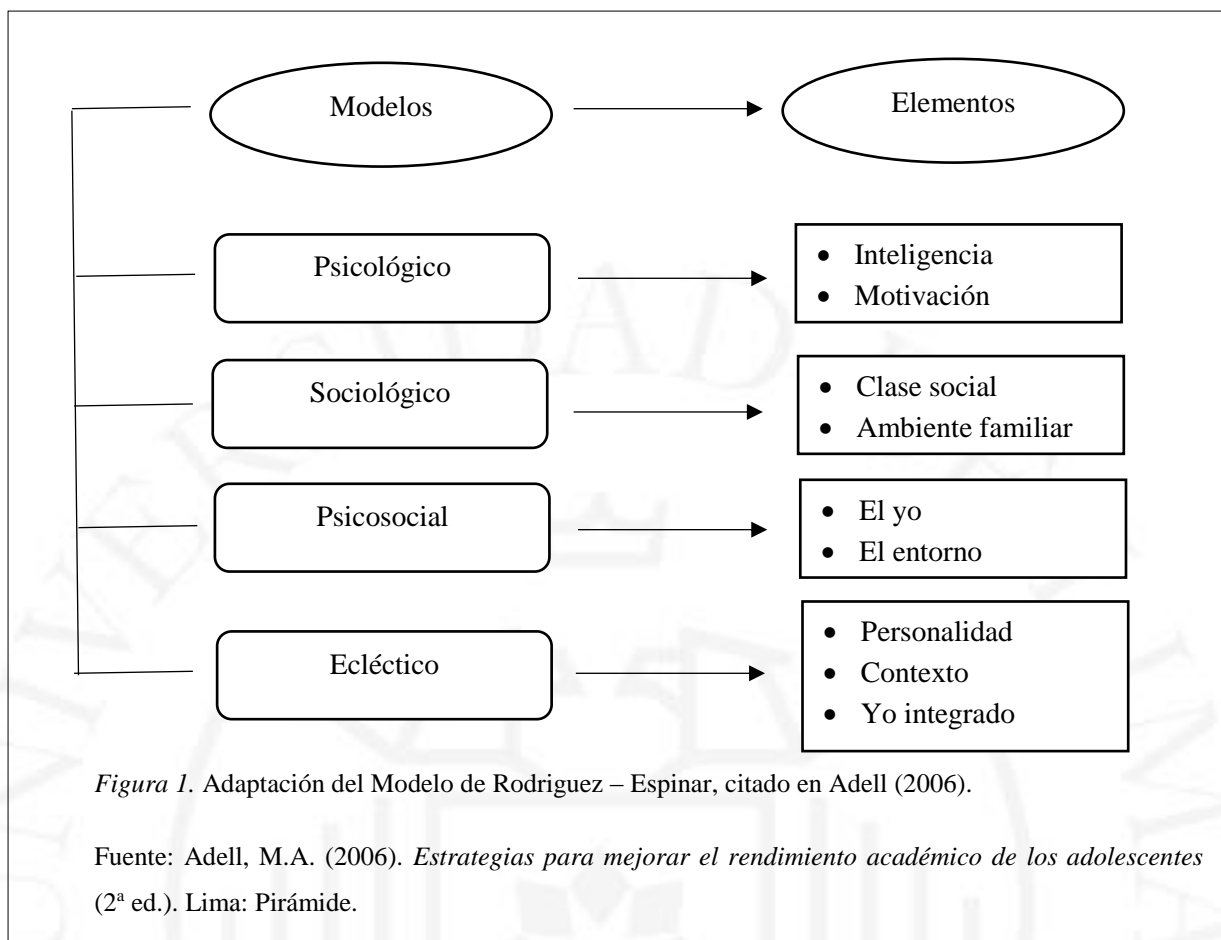 Modelos
Elementos
Psicológico
• Inteligencia
• Motivación
Sociológico
• Clase social
• Ambiente familiar
Psicosocial
• El yo
• El entorno
Ecléctico
• Personalidad
• Contexto
• Yo integrado
Figura 1. Adaptación del Modelo de Rodriguez – Espinar, citado en Adell (2006).
Fuente: Adell, M.A. (2006). Estrategias para mejorar el rendimiento académico de los adolescentes
(2ª ed.). Lima: Pirámide.